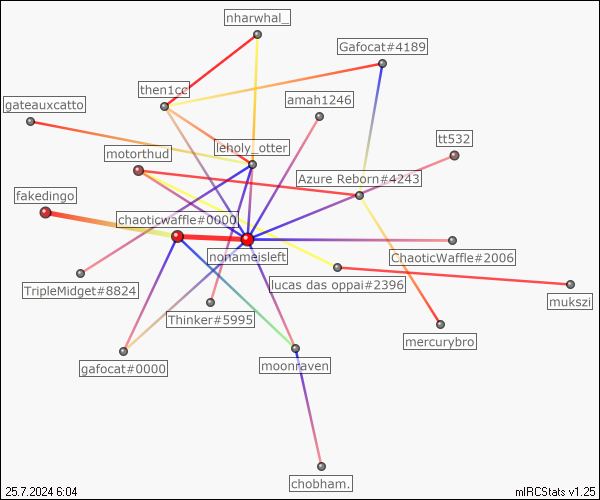 nharwhal_
Gafocat#4189
then1cc
amah1246
gateauxcatto
tt532
leholy_otter
motorthud
Azure Reborn#4243
fakedingo
chaoticwaffle#0000
nonameisleft
ChaoticWaffle#2006
lucas das oppai#2396
TripleMidget#8824
mukszi
Thinker#5995
mercurybro
gafocat#0000
moonraven
chobham.
25.7.2024 6:04
mIRCStats v1.25